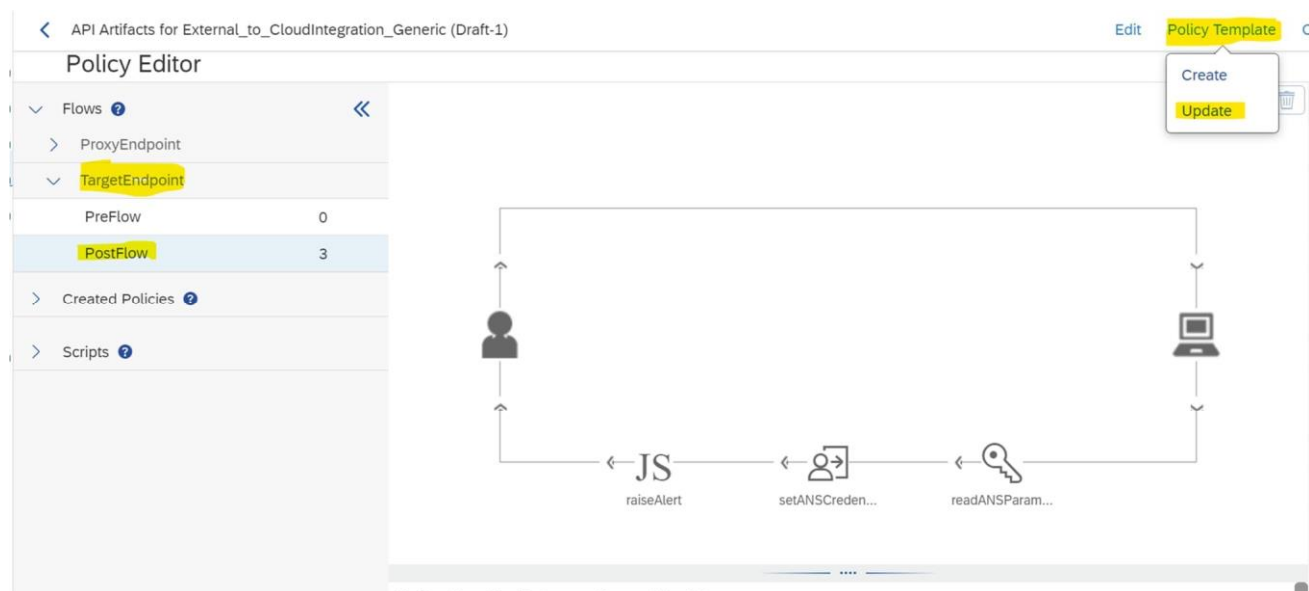 API Artifacts for External_to_CloudIntegration_Generic (Draft-1)
Edit
Policy Template
Policy Editor
Create
Update
Flows
ProxyEndpoint
TargetEndpoint
PreFlow 0
PostFlow 3
Created Policies
Scripts
JS
raiseAlert
setANSCreden...
readANSParam...